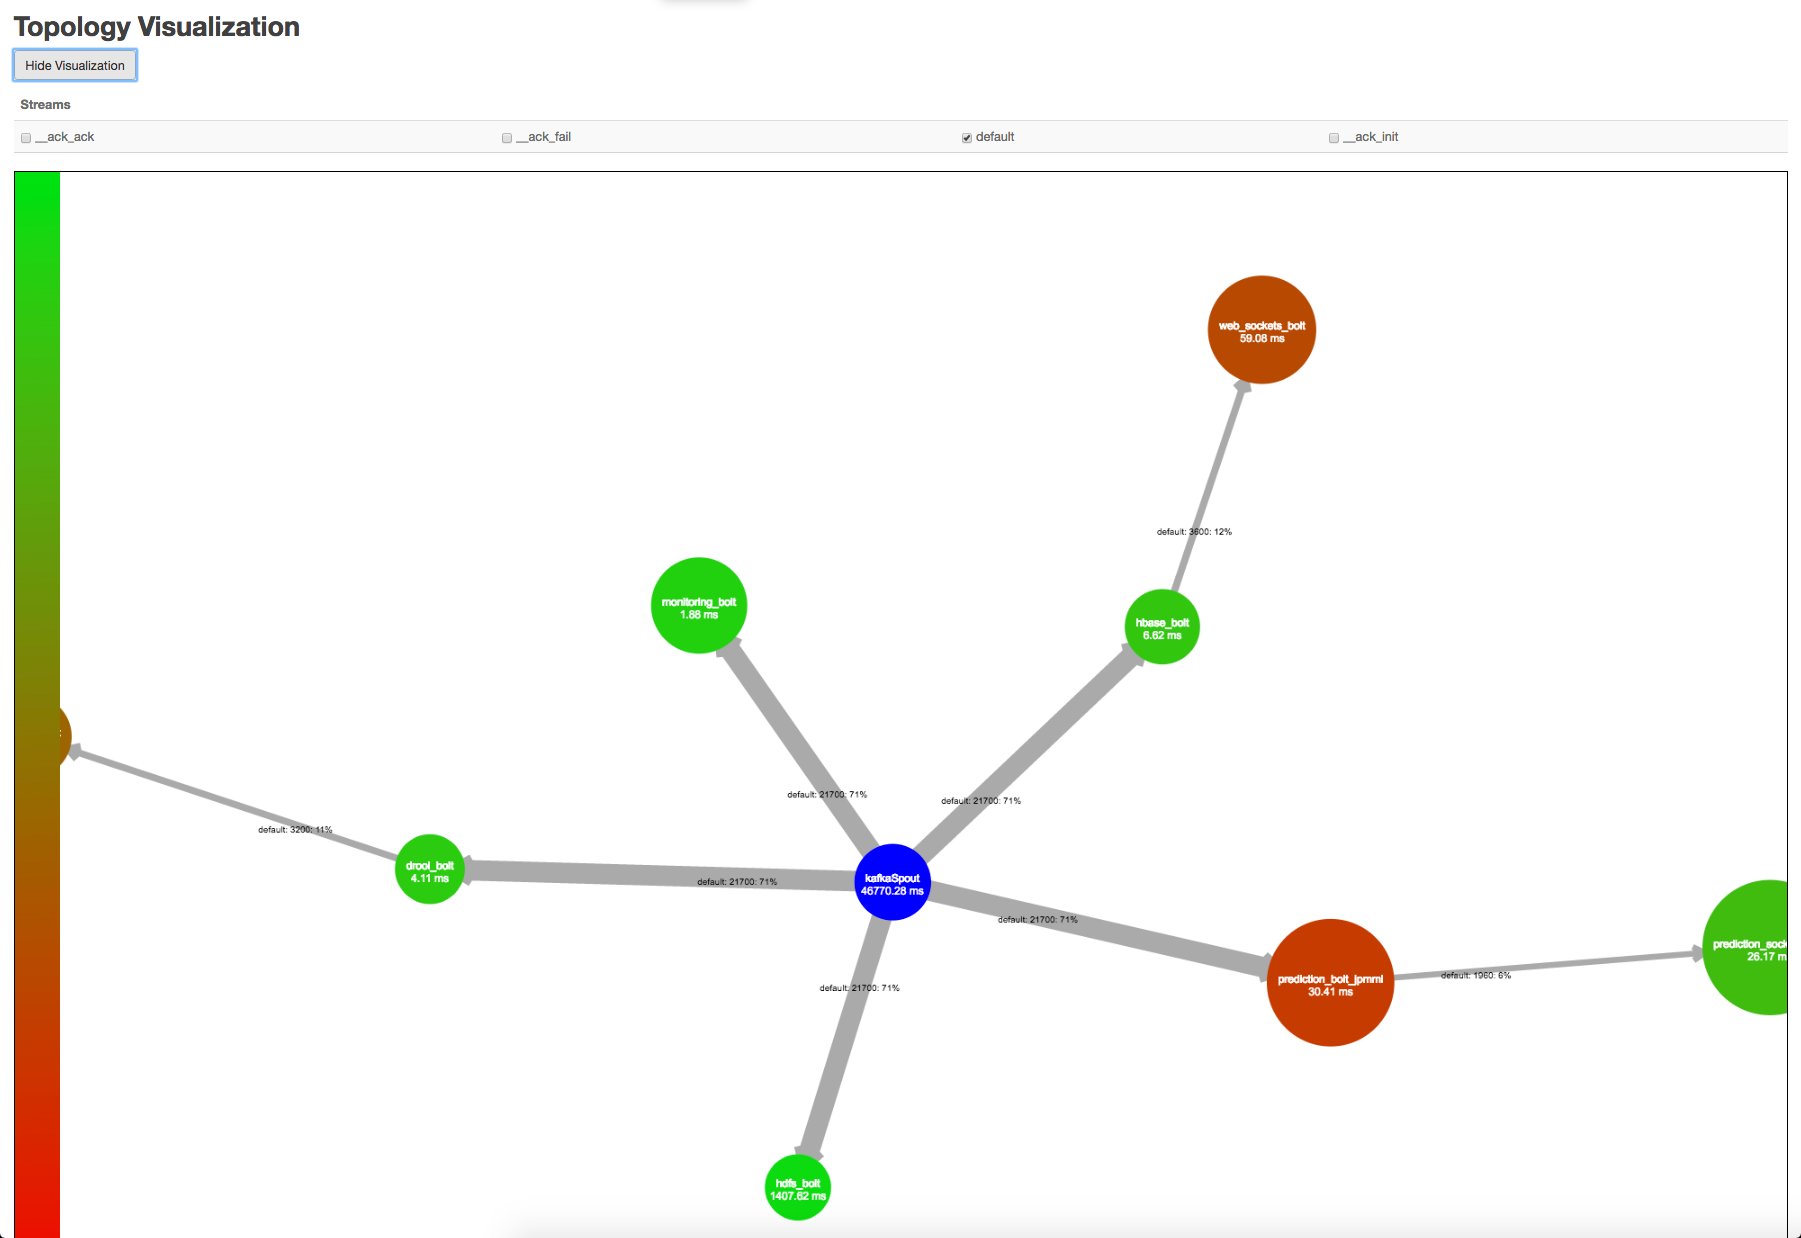 Topology Visualization
Hide Visualization
Streams
__ack_ack
__ack_fail
default
__ack_init
web_sockets_bolt
59.08 ms
default: 3600: 12%
monitoring_bolt
1.88 ms
hbase_bolt
6.62 ms
default: 21700: 71%
default: 21700: 71%
default: 3200: 11%
drool_bolt
4.11 ms
default: 21700: 71%
kafkaSpout
46770.28 ms
default: 21700: 71%
prediction_sock
26.17 m
default: 1960: 6%
prediction_bolt_jpmml
30.41 ms
default: 21700: 71%
hdfs_bolt
1407.62 ms